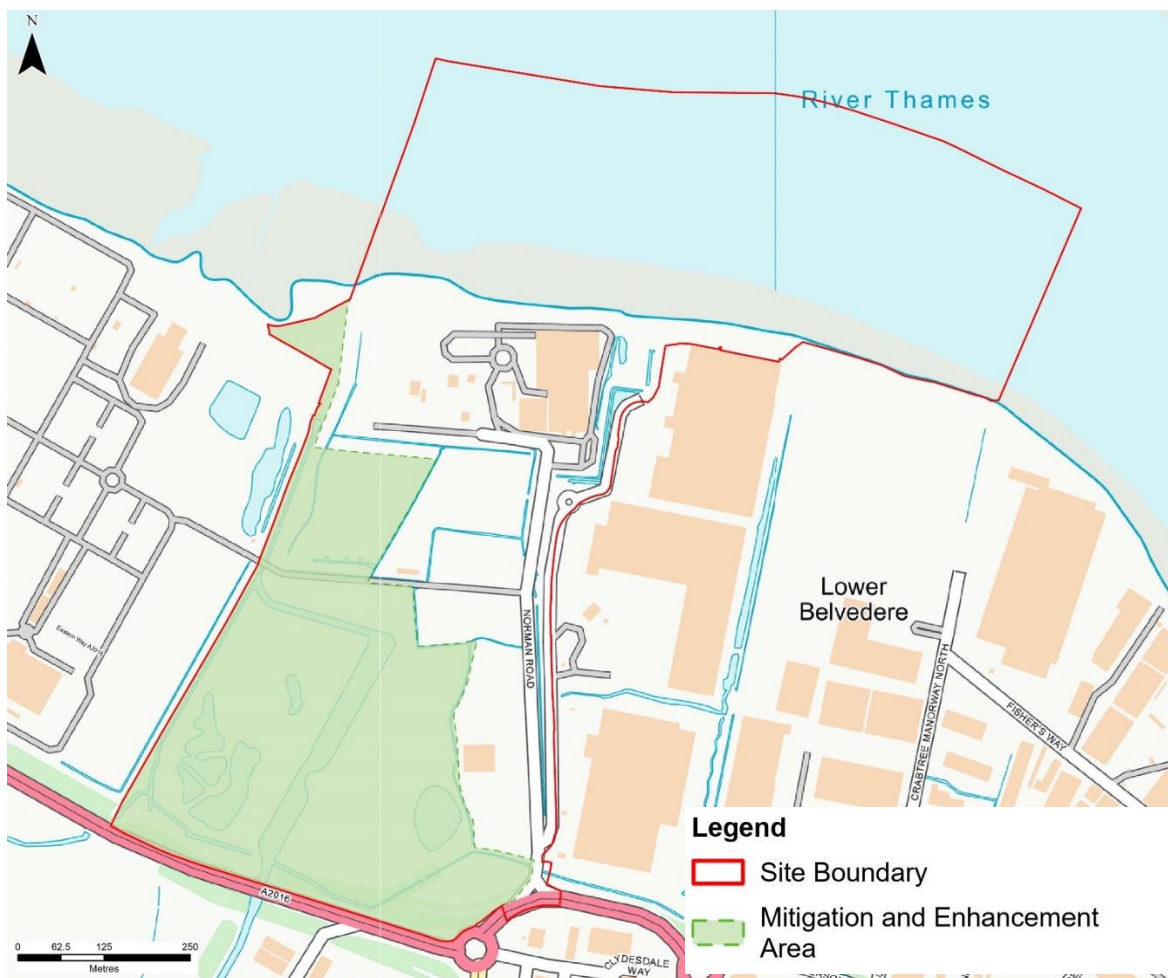 N
River Thames
Lower
Belvedere
NORMAN ROAD
Eastern Way A2016
CRABTREE MANORWAY NORTH
FISHER'S WAY
A2016
CLYDESDALE
WAY
Legend
Site Boundary
Mitigation and Enhancement
Area
0 62.5 125 250
Metres